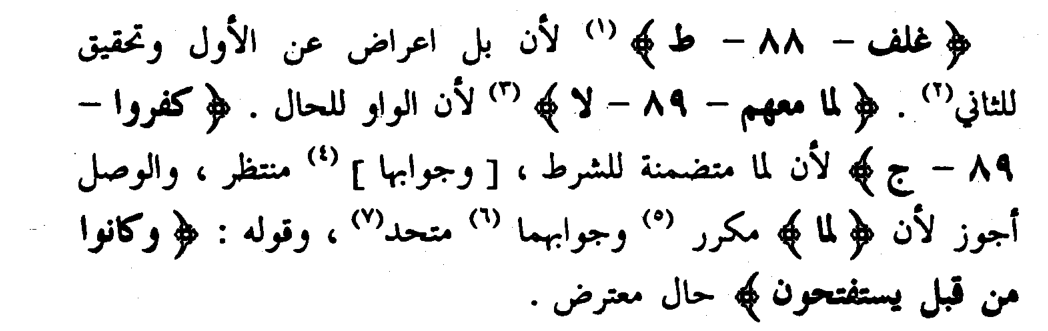 ﴿ غلف – ٨٨ – ط ﴾ (١) لأن بل اعراض عن الأول وتحقيق
للثاني(٢) . ﴿ لما معهم – ٨٩ – لا ﴾ (٣) لأن الواو للحال . ﴿ كفروا –
٨٩ – ج ﴾ لأن لما متضمنة للشرط ، [ وجوابها ] (٤) منتظر ، والوصل
أجوز لأن ﴿ لما ﴾ مكرر (٥) وجوابهما (٦) متحد(٧) ، وقوله : ﴿ وكانوا
من قبل يستفتحون ﴾ حال معترض .